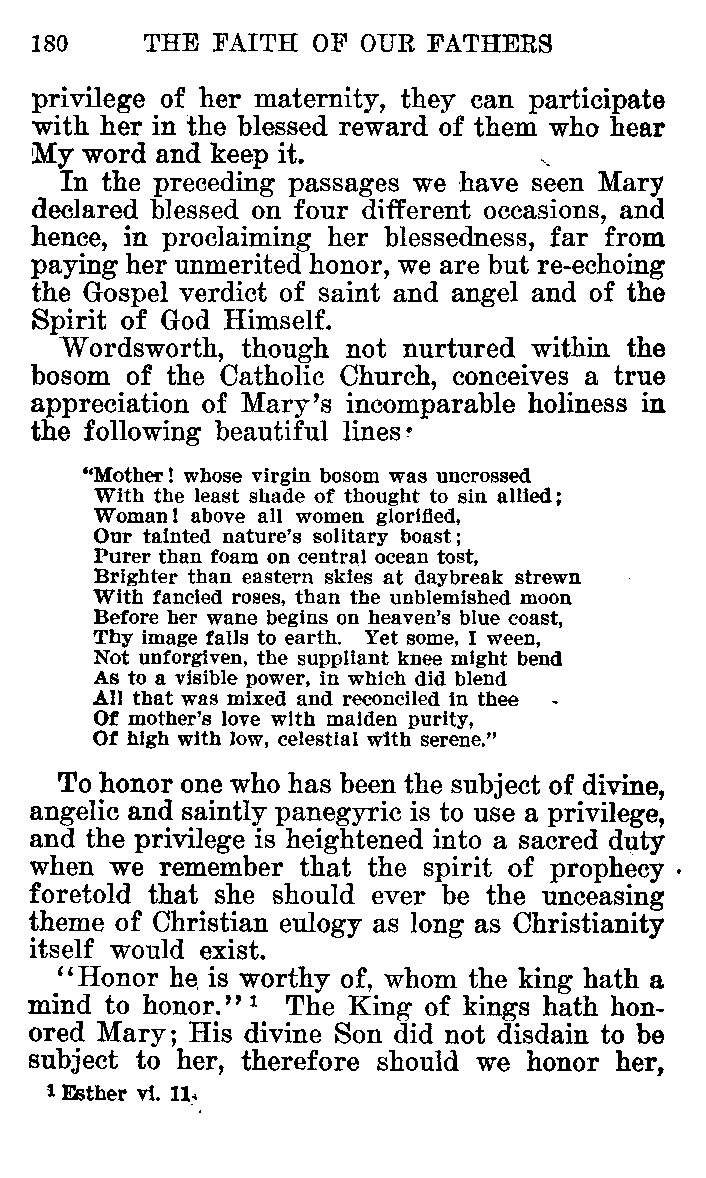 180 THE FAITH OF OUR FATHERS
privilege of her maternity, they can participate
with her in the blessed reward of them who hear
My word and keep it.
In the preceding passages we have seen Mary
declared blessed on four different occasions, and
hence, in proclaiming her blessedness, far from
paying her unmerited honor, we are but re-echoing
the Gospel verdict of saint and angel and of the
Spirit of God Himself.
Wordsworth, though not nurtured within the
bosom of the Catholic Church, conceives a true
appreciation of Mary's incomparable holiness in
the following beautiful lines:
"Mother! whose virgin bosom was uncrossed
With the least shade of thought to sin allied;
Woman! above all women glorified,
Our tainted nature's solitary boast;
Purer than foam on central ocean tost,
Brighter than eastern skies at daybreak strewn
With fancied roses, than the unblemished moon
Before her wane begins on heaven's blue coast,
Thy image falls to earth. Yet some, I ween,
Not unforgiven, the suppliant knee might bend
As to a visible power, in which did blend
All that was mixed and reconciled in thee
Of mother's love with maiden purity,
Of high with low, celestial with serene."
To honor one who has been the subject of divine,
angelic and saintly panegyric is to use a privilege,
and the privilege is heightened into a sacred duty
when we remember that the spirit of prophecy
foretold that she should ever be the unceasing
theme of Christian eulogy as long as Christianity
itself would exist.
"Honor he is worthy of, whom the king hath a
mind to honor." 1 The King of kings hath hon-
ored Mary; His divine Son did not disdain to be
subject to her, therefore should we honor her,
1 Esther vi. 11.